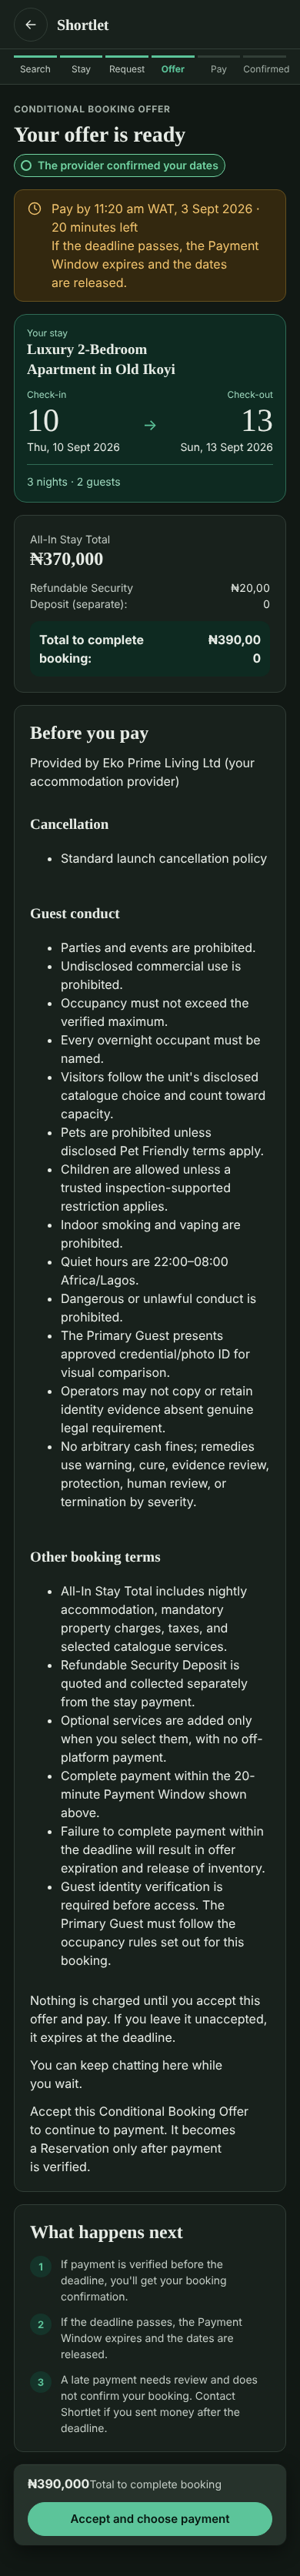 Shortlet
Search Stay Request Offer Pay Confirmed
CONDITIONAL BOOKING OFFER
Your offer is ready
The provider confirmed your dates
Pay by 11:20 am WAT, 3 Sept 2026 ·
20 minutes left
If the deadline passes, the Payment
Window expires and the dates
are released.
Your stay
Luxury 2-Bedroom
Apartment in Old Ikoyi
Check-in Check-out
10 → 13
Thu, 10 Sept 2026 Sun, 13 Sept 2026
3 nights · 2 guests
All-In Stay Total
₦370,000
Refundable Security ₦20,00
Deposit (separate): 0
Total to complete ₦390,00
booking: 0
Before you pay
Provided by Eko Prime Living Ltd (your
accommodation provider)
Cancellation
• Standard launch cancellation policy
Guest conduct
• Parties and events are prohibited.
• Undisclosed commercial use is
prohibited.
• Occupancy must not exceed the
verified maximum.
• Every overnight occupant must be
named.
• Visitors follow the unit's disclosed
catalogue choice and count toward
capacity.
• Pets are prohibited unless
disclosed Pet Friendly terms apply.
• Children are allowed unless a
trusted inspection-supported
restriction applies.
• Indoor smoking and vaping are
prohibited.
• Quiet hours are 22:00–08:00
Africa/Lagos.
• Dangerous or unlawful conduct is
prohibited.
• The Primary Guest presents
approved credential/photo ID for
visual comparison.
• Operators may not copy or retain
identity evidence absent genuine
legal requirement.
• No arbitrary cash fines; remedies
use warning, cure, evidence review,
protection, human review, or
termination by severity.
Other booking terms
• All-In Stay Total includes nightly
accommodation, mandatory
property charges, taxes, and
selected catalogue services.
• Refundable Security Deposit is
quoted and collected separately
from the stay payment.
• Optional services are added only
when you select them, with no off-
platform payment.
• Complete payment within the 20-
minute Payment Window shown
above.
• Failure to complete payment within
the deadline will result in offer
expiration and release of inventory.
• Guest identity verification is
required before access. The
Primary Guest must follow the
occupancy rules set out for this
booking.
Nothing is charged until you accept this
offer and pay. If you leave it unaccepted,
it expires at the deadline.
You can keep chatting here while
you wait.
Accept this Conditional Booking Offer
to continue to payment. It becomes
a Reservation only after payment
is verified.
What happens next
1 If payment is verified before the
deadline, you'll get your booking
confirmation.
2 If the deadline passes, the Payment
Window expires and the dates are
released.
3 A late payment needs review and does
not confirm your booking. Contact
Shortlet if you sent money after the
deadline.
₦390,000Total to complete booking
Accept and choose payment